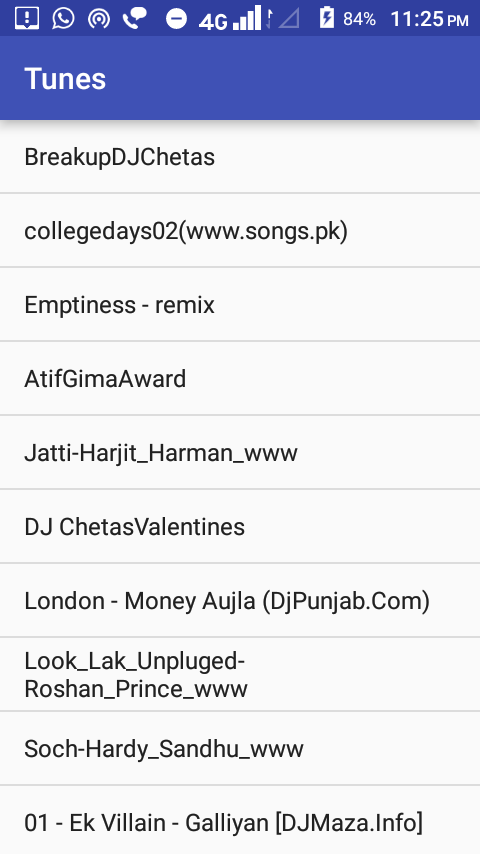 4G 84% 11:25 PM
Tunes
BreakupDJChetas
collegedays02(www.songs.pk)
Emptiness - remix
AtifGimaAward
Jatti-Harjit_Harman_www
DJ ChetasValentines
London - Money Aujla (DjPunjab.Com)
Look_Lak_Unpluged-
Roshan_Prince_www
Soch-Hardy_Sandhu_www
01 - Ek Villain - Galliyan [DJMaza.Info]